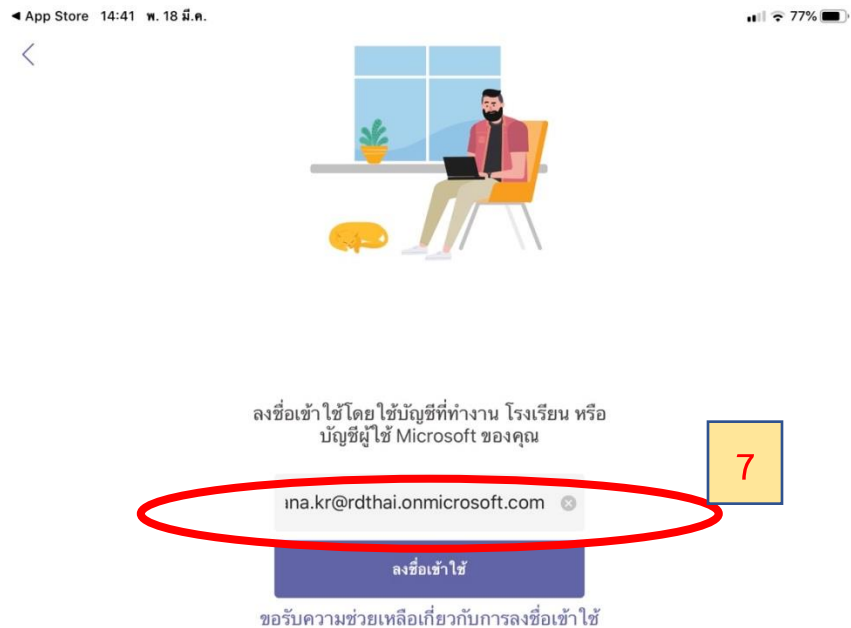 ◀ App Store 14:41 พ. 18 มี.ค. 77%
ลงชื่อเข้าใช้โดยใช้บัญชีที่ทำงาน โรงเรียน หรือ
บัญชีผู้ใช้ Microsoft ของคุณ
7
na.kr@rdthai.onmicrosoft.com
ลงชื่อเข้าใช้
ขอรับความช่วยเหลือเกี่ยวกับการลงชื่อเข้าใช้